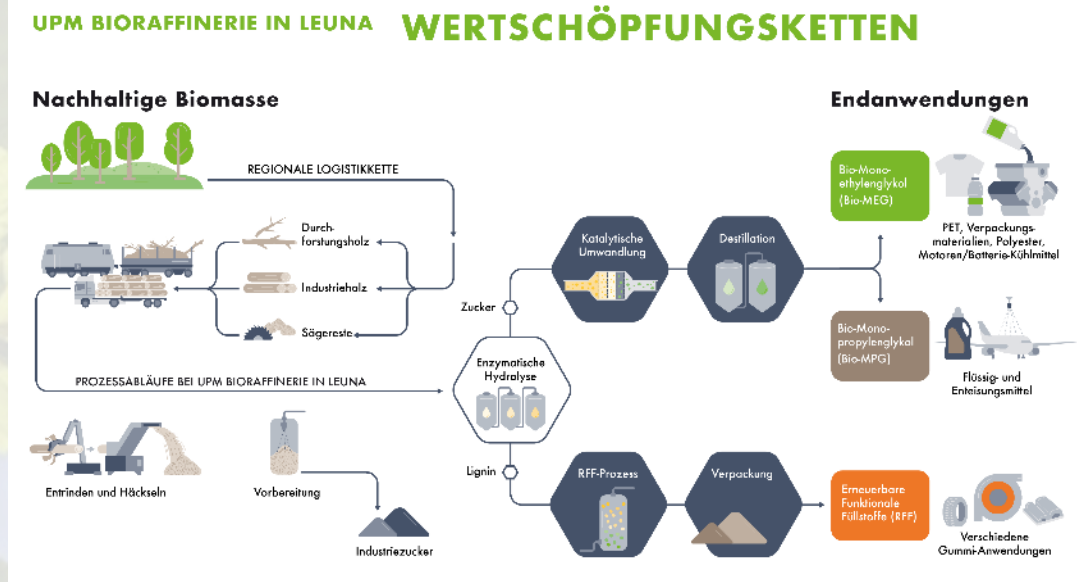 UPM BIORAFFINERIE IN LEUNA WERTSCHÖPFUNGSKETTEN
Nachhaltige Biomasse
REGIONALE LOGISTIKKETTE
Durch-
forstungsholz
Industrieholz
Sägereste
PROZESSABLÄUFE BEI UPM BIORAFFINERIE IN LEUNA
Entrinden und Häckseln
Vorbereitung
Industriezucker
Enzymatische
Hydralyse
Zucker
Katalytische
Umwandlung
Destillation
Lignin
RFF-Prozess
Verpackung
Endanwendungen
Bio-Mono-
ethylenglykol
(Bio-MEG)
PET, Verpackungs-
materialien, Polyester,
Motoren/Batterie-Kühlmittel
Bio-Mono-
propylenglykal
(Bio-MPG)
Flüssig- und
Enteisungsmittel
Erneuerbare
Funktionale
Füllstoffe (RFF)
Verschiedene
Gummi-Anwendungen